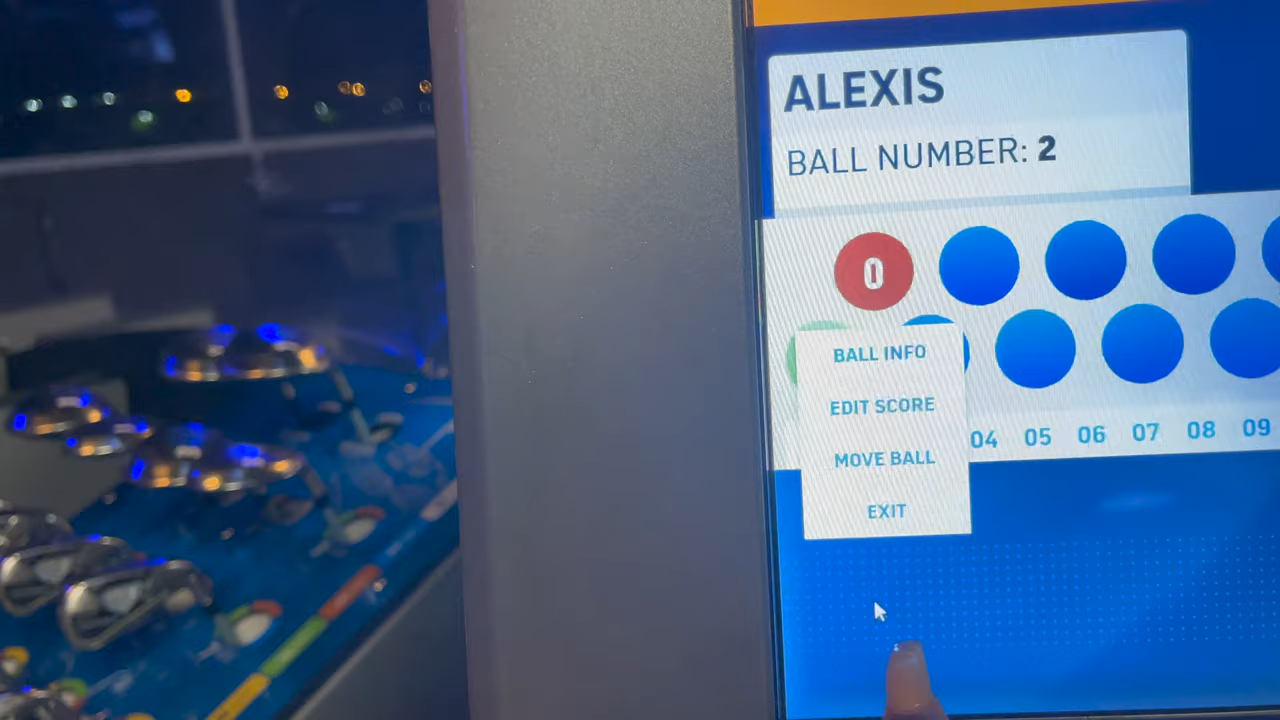 ALEXIS
BALL NUMBER: 2
0
BALL INFO
EDIT SCORE
MOVE BALL
EXIT
04 05 06 07 08 09